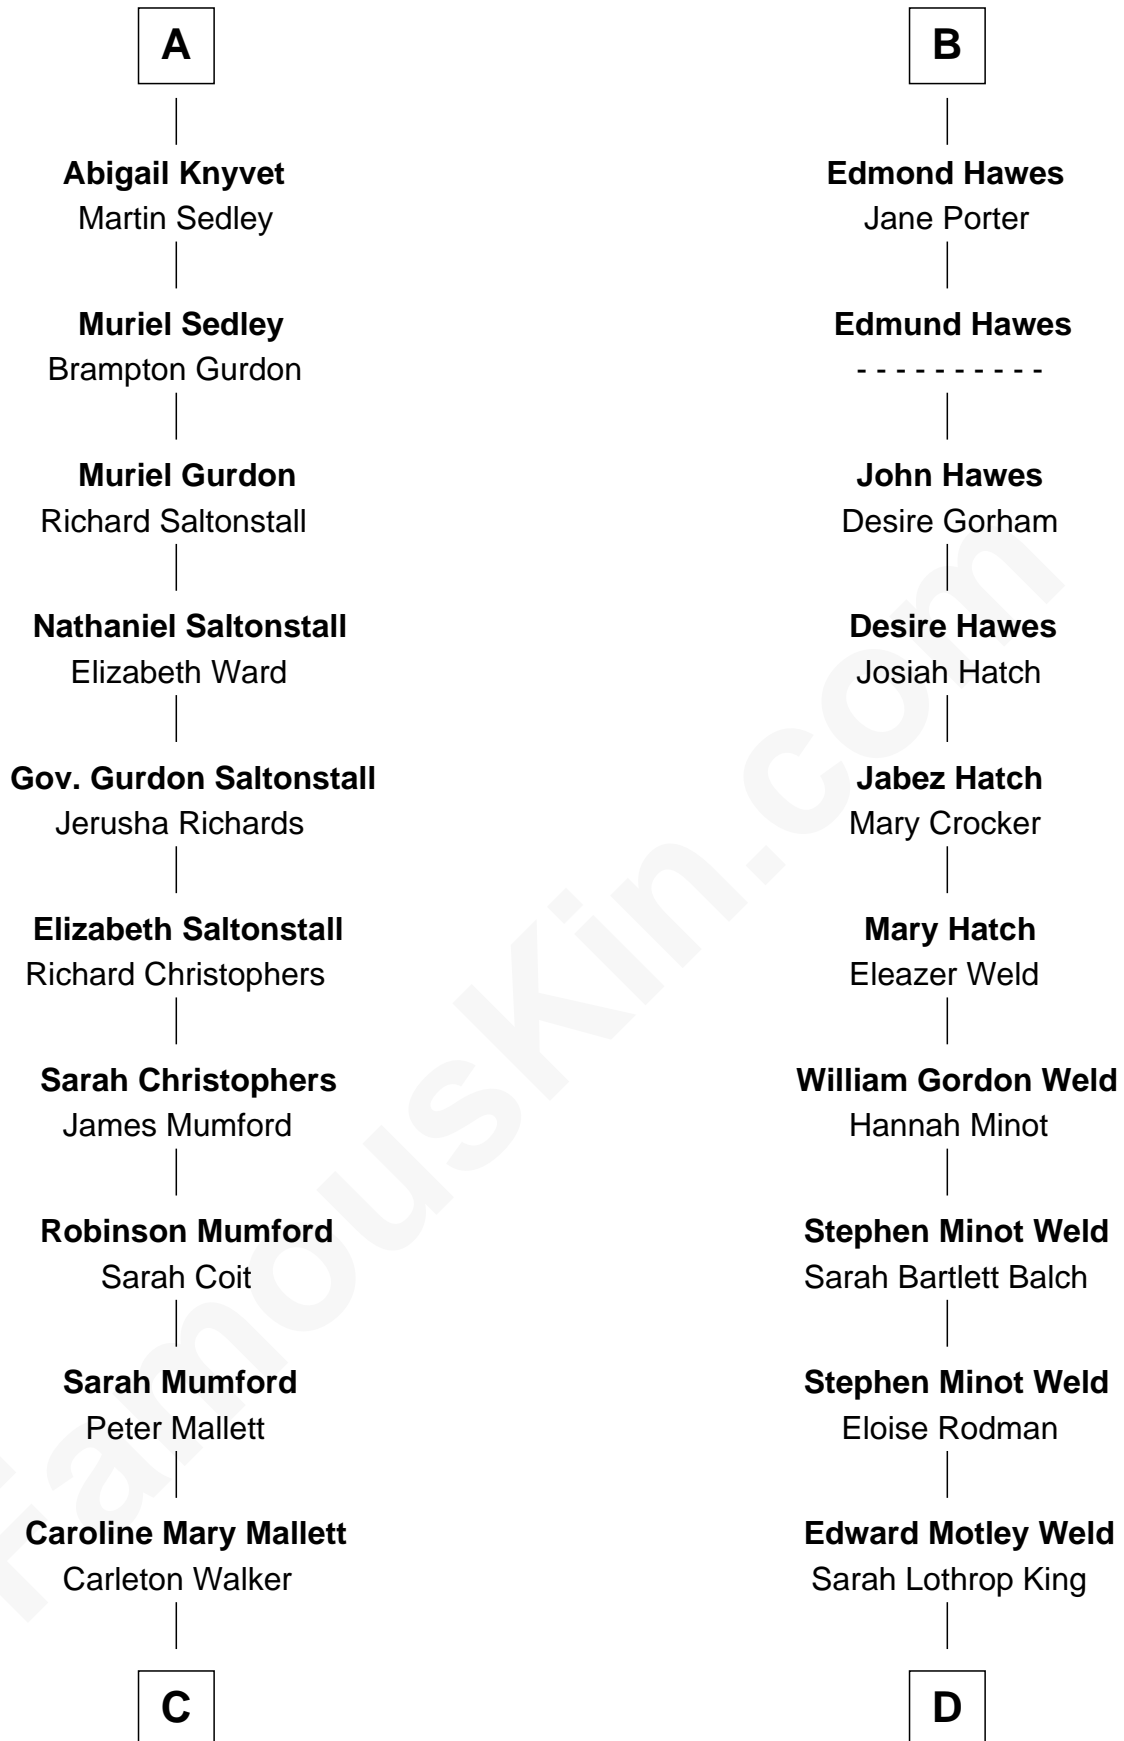 A
Abigail Knyvet
Martin Sedley
Muriel Sedley
Brampton Gurdon
Muriel Gurdon
Richard Saltonstall
Nathaniel Saltonstall
Elizabeth Ward
Gov. Gurdon Saltonstall
Jerusha Richards
Elizabeth Saltonstall
Richard Christophers
Sarah Christophers
James Mumford
Robinson Mumford
Sarah Coit
Sarah Mumford
Peter Mallett
Caroline Mary Mallett
Carleton Walker
C
B
Edmond Hawes
Jane Porter
Edmund Hawes
- - - - - - - - - -
John Hawes
Desire Gorham
Desire Hawes
Josiah Hatch
Jabez Hatch
Mary Crocker
Mary Hatch
Eleazer Weld
William Gordon Weld
Hannah Minot
Stephen Minot Weld
Sarah Bartlett Balch
Stephen Minot Weld
Eloise Rodman
Edward Motley Weld
Sarah Lothrop King
D
FamousKin.com